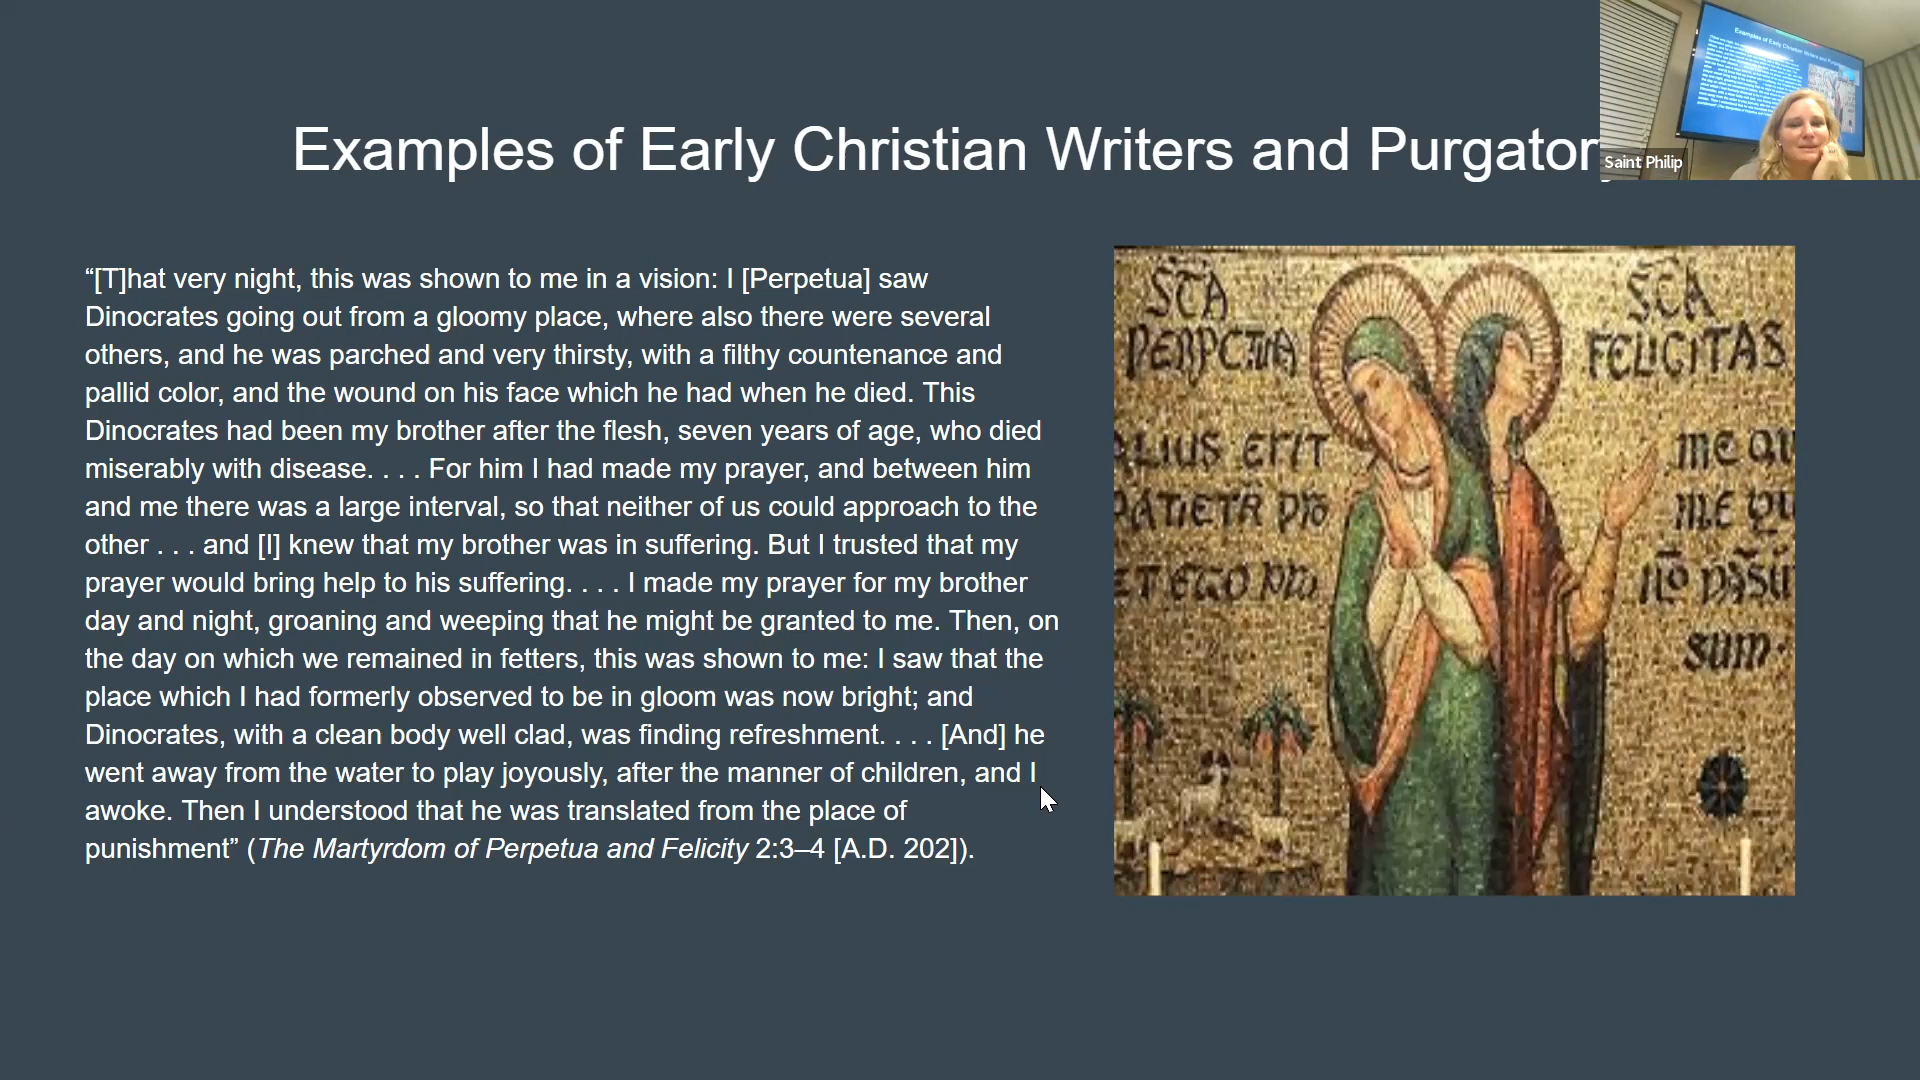 Examples of Early Christian Writers and Purgatory
Saint Philip
“[T]hat very night, this was shown to me in a vision: I [Perpetua] saw
Dinocrates going out from a gloomy place, where also there were several
others, and he was parched and very thirsty, with a filthy countenance and
pallid color, and the wound on his face which he had when he died. This
Dinocrates had been my brother after the flesh, seven years of age, who died
miserably with disease. . . . For him I had made my prayer, and between him
and me there was a large interval, so that neither of us could approach to the
other . . . and [I] knew that my brother was in suffering. But I trusted that my
prayer would bring help to his suffering. . . . I made my prayer for my brother
day and night, groaning and weeping that he might be granted to me. Then, on
the day on which we remained in fetters, this was shown to me: I saw that the
place which I had formerly observed to be in gloom was now bright; and
Dinocrates, with a clean body well clad, was finding refreshment. . . . [And] he
went away from the water to play joyously, after the manner of children, and I
awoke. Then I understood that he was translated from the place of
punishment” (The Martyrdom of Perpetua and Felicity 2:3–4 [A.D. 202]).
SCA
PERPETUA
LIUS ERIT
ET EGO
SCA
FELICITAS
ME
ME
SUM